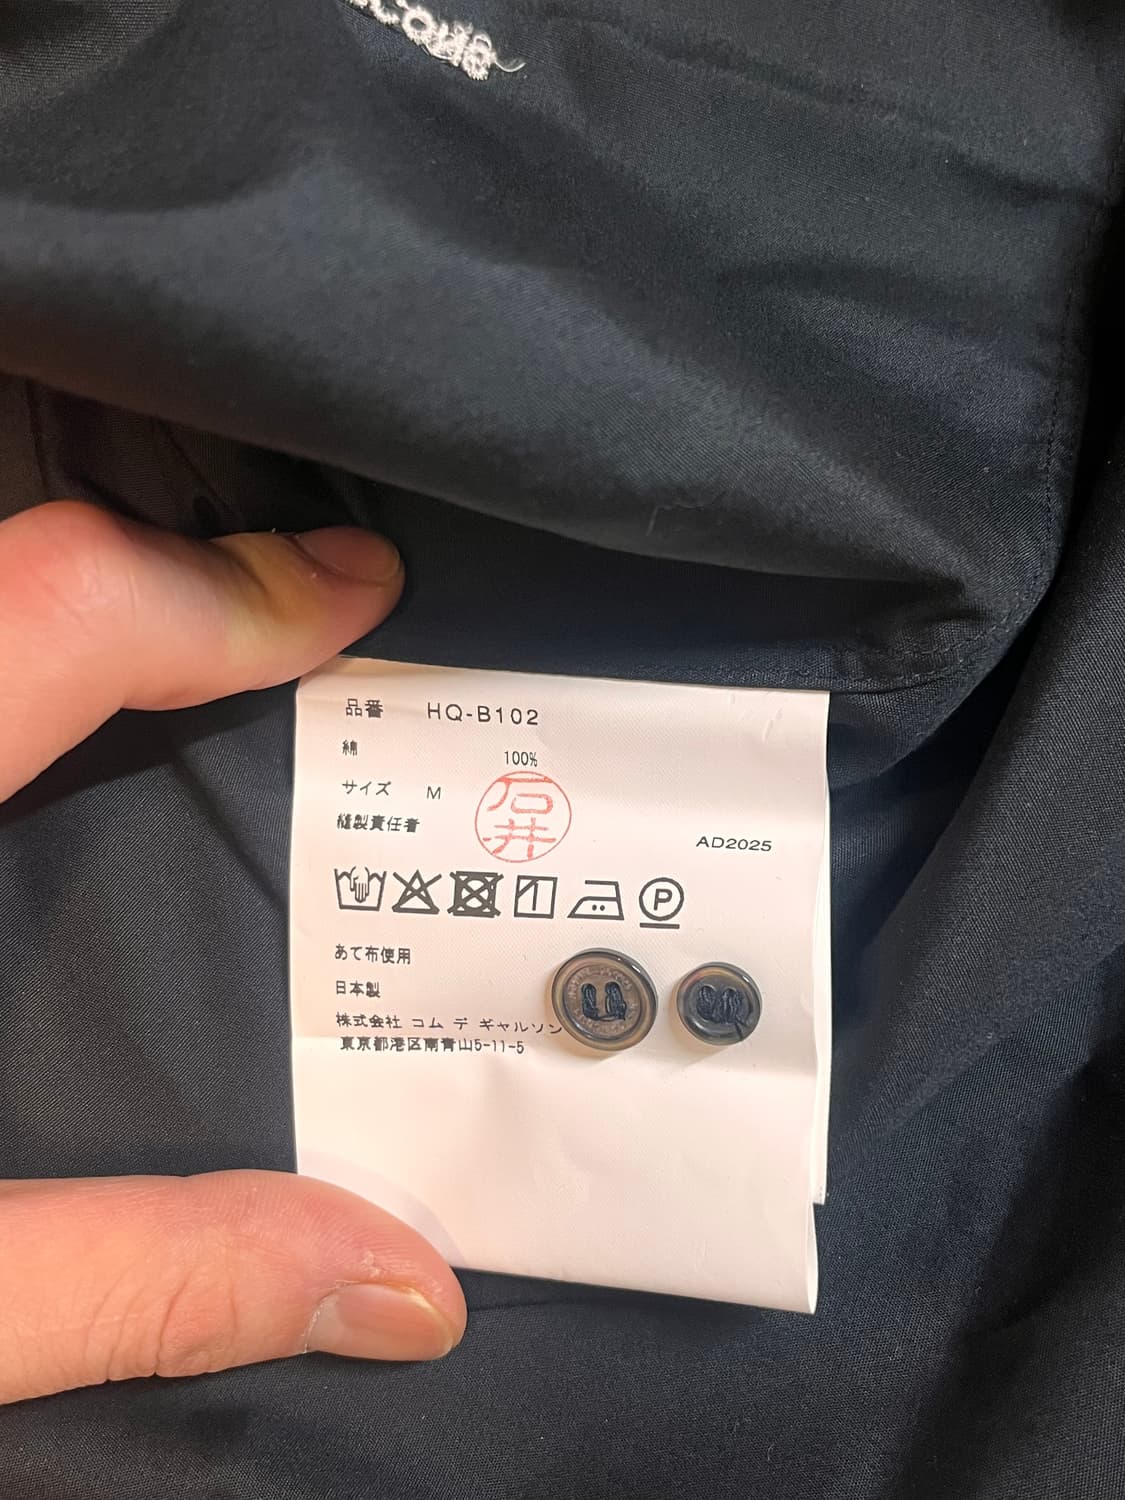 品番 HQ-B102
綿 100%
サイズ M
縫製責任者 石井 AD2025
P
あて布使用
日本製
株式会社 コム デ ギャルソン
東京都港区南青山5-11-5